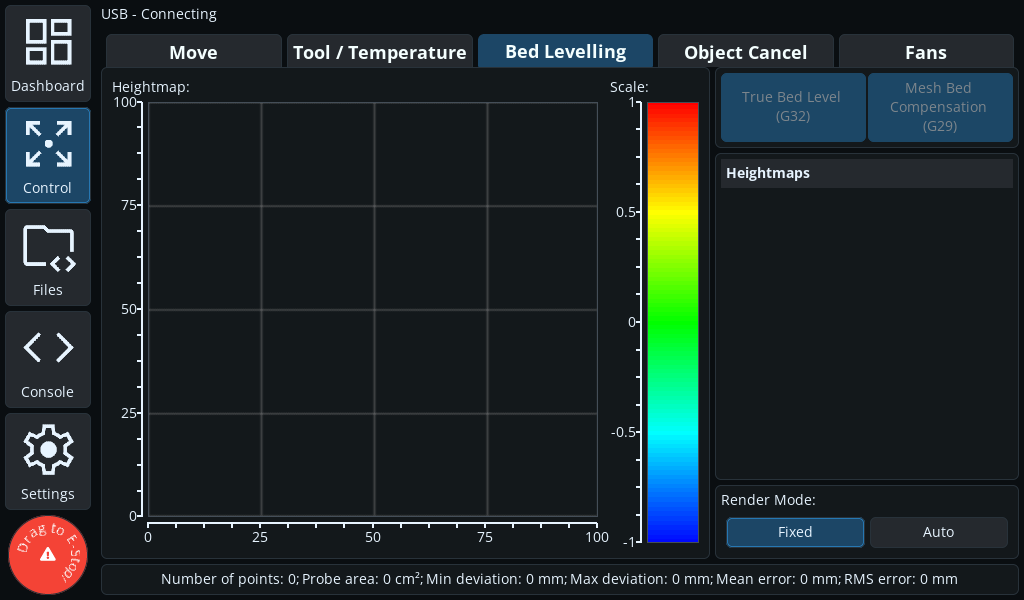 USB - Connecting
Dashboard
Control
Files
Console
Settings
Drag to E-Stop!
Move
Tool / Temperature
Bed Levelling
Object Cancel
Fans
Heightmap:
100
75
50
25
0
0
25
50
75
100
Scale:
1
0.5
0
-0.5
-1
True Bed Level
(G32)
Mesh Bed
Compensation
(G29)
Heightmaps
Render Mode:
Fixed
Auto
Number of points: 0; Probe area: 0 cm²; Min deviation: 0 mm; Max deviation: 0 mm; Mean error: 0 mm; RMS error: 0 mm